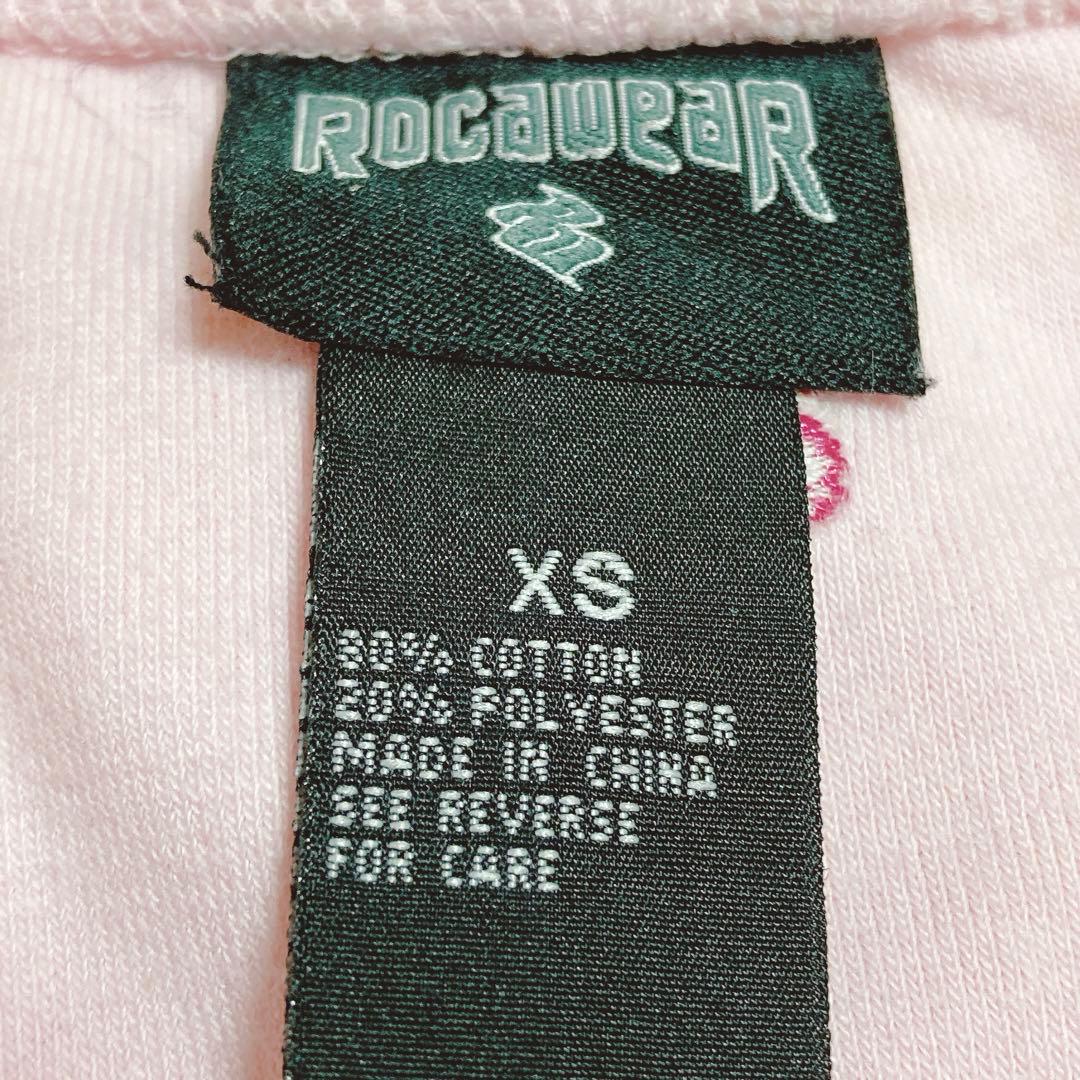 ROCAWEAR
XS
80% COTTON
20% POLYESTER
MADE IN CHINA
SEE REVERSE
FOR CARE